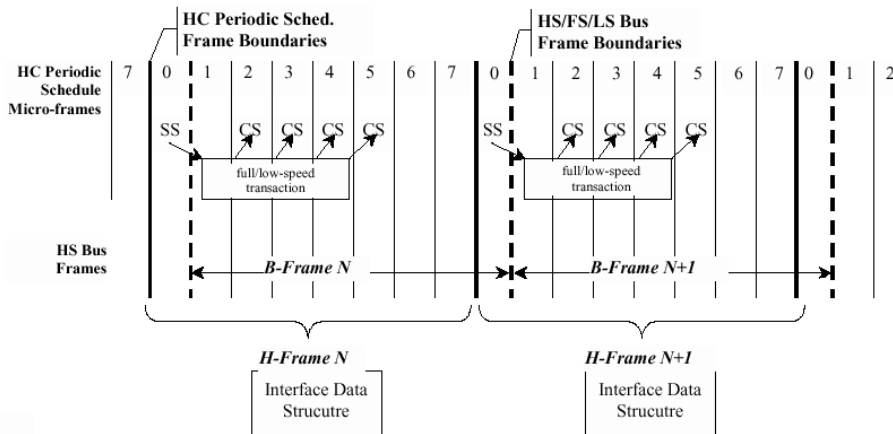 HC Periodic Sched.
Frame Boundaries
HS/FS/LS Bus
Frame Boundaries
HC Periodic
Schedule
Micro-frames
7 0 1 2 3 4 5 6 7 0 1 2 3 4 5 6 7 0 1 2
SS CS CS CS CS SS CS CS CS CS
full/low-speed
transaction
full/low-speed
transaction
HS Bus
Frames
B-Frame N
B-Frame N+1
H-Frame N
H-Frame N+1
Interface Data
Strucutre
Interface Data
Strucutre